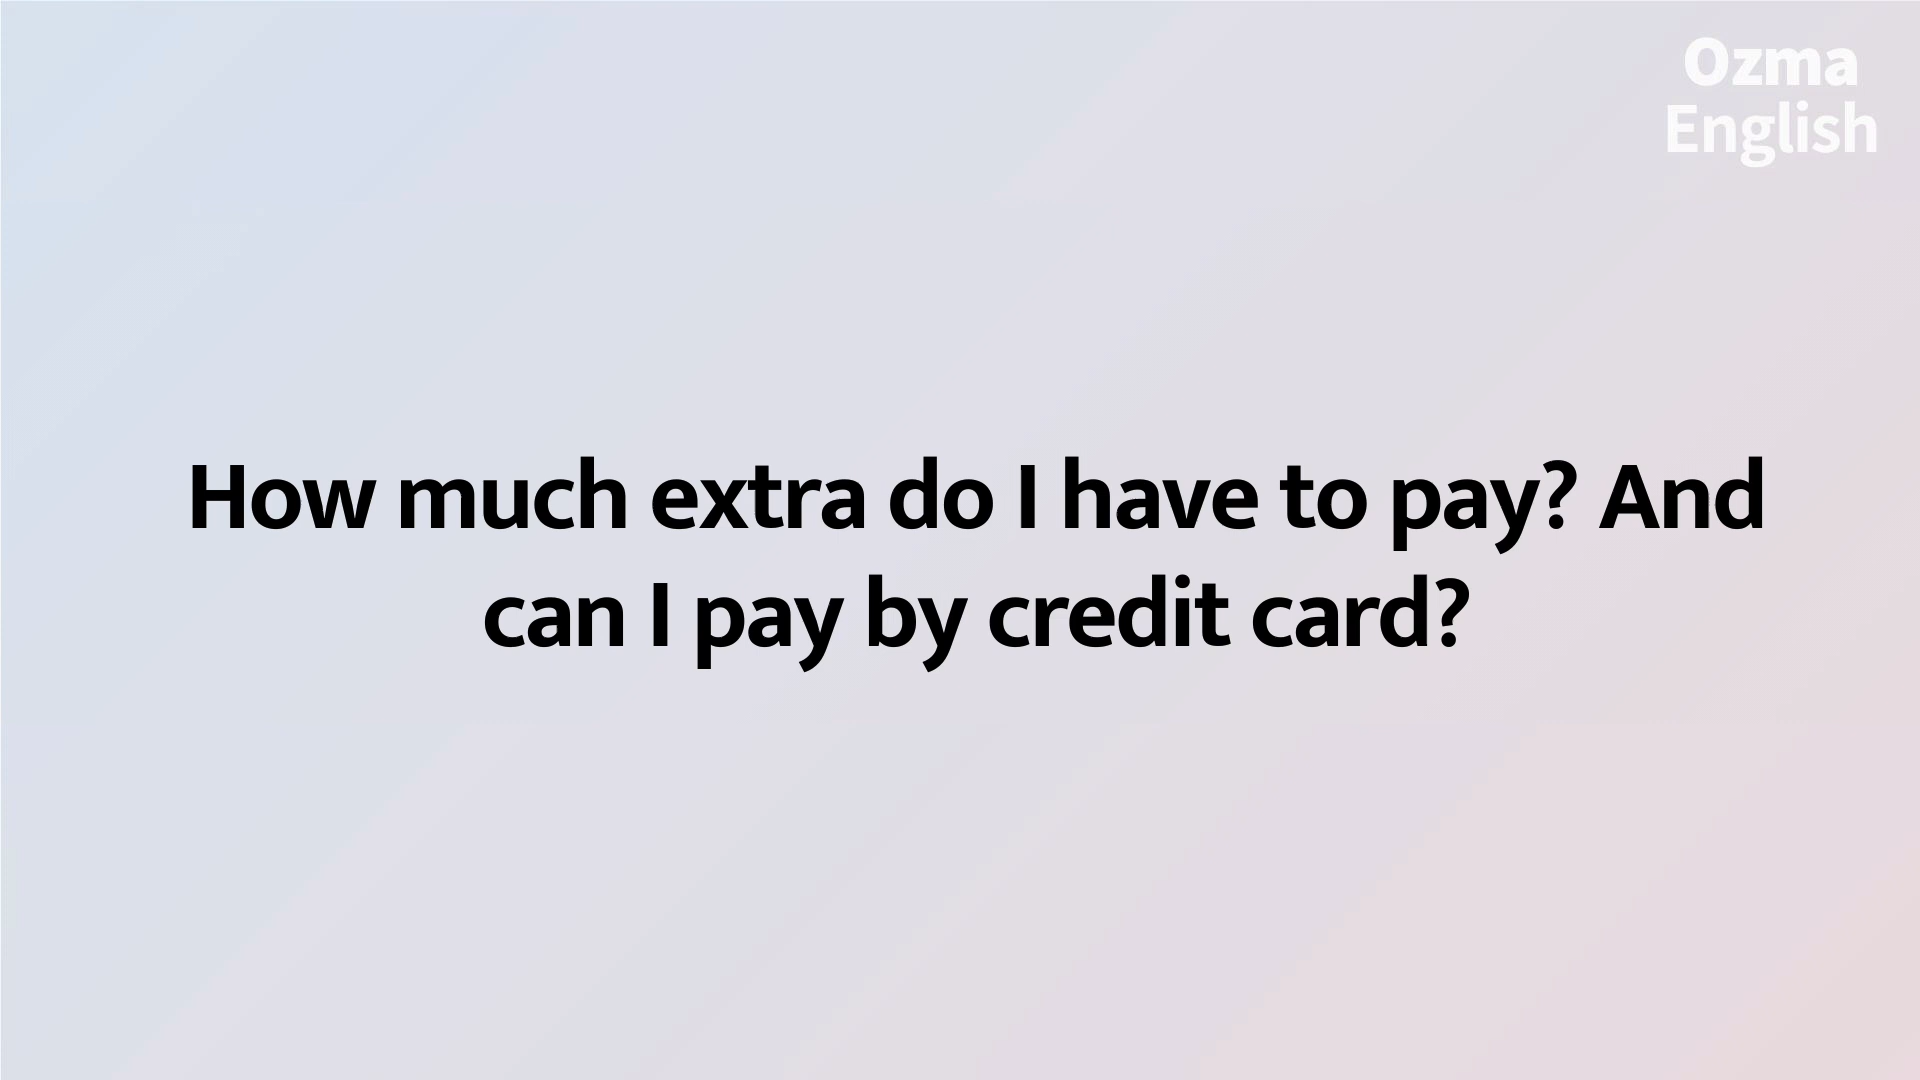 Ozma
English
How much extra do I have to pay? And
can I pay by credit card?